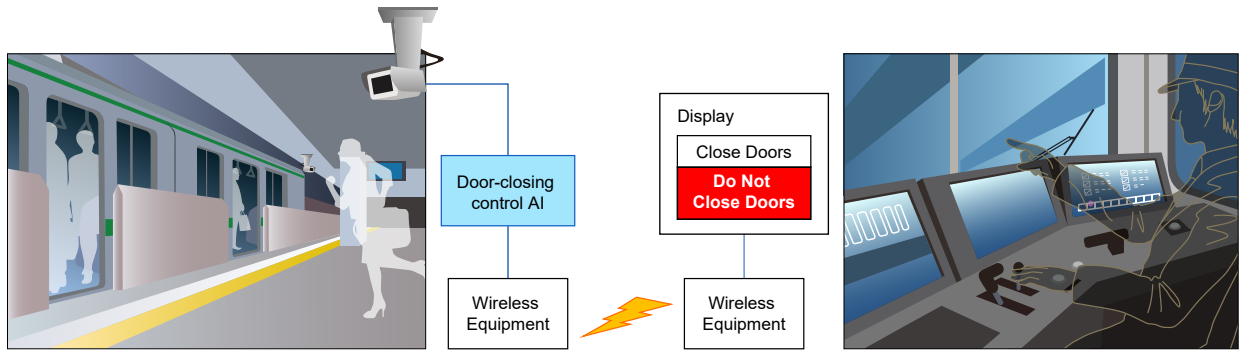 Door-closing
control AI
Wireless
Equipment
Display
Close Doors
Do Not
Close Doors
Wireless
Equipment